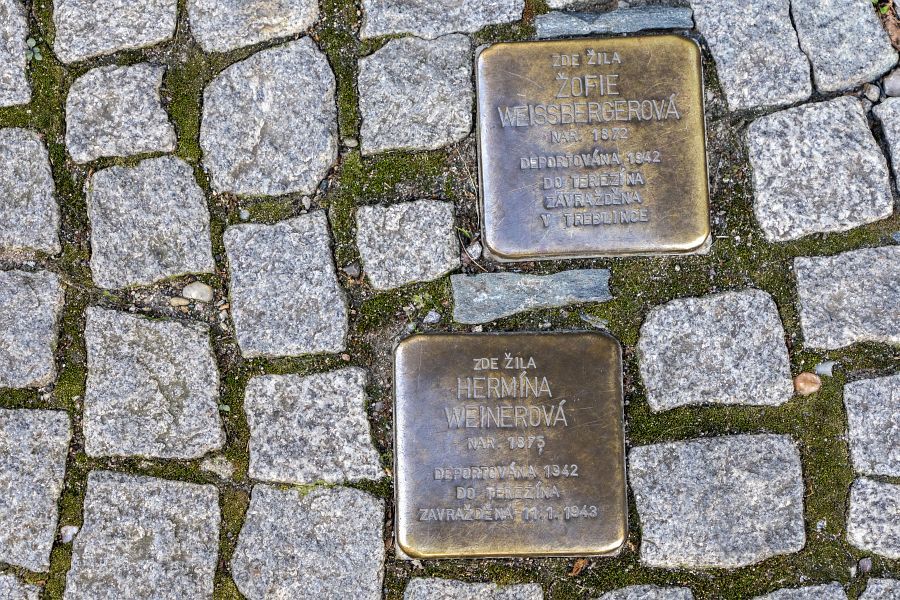 ZDE ŽILA
ŽOFIE
WEISSBERGEROVÁ
NAR. 1872
DEPORTOVÁNA 1942
DO TEREZÍNA
ZAVRAŽDĚNA
V TREBLINCE
ZDE ŽILA
HERMÍNA
WEINEROVÁ
NAR. 1875
DEPORTOVÁNA 1942
DO TEREZÍNA
ZAVRAŽDĚNA 11.1.1943